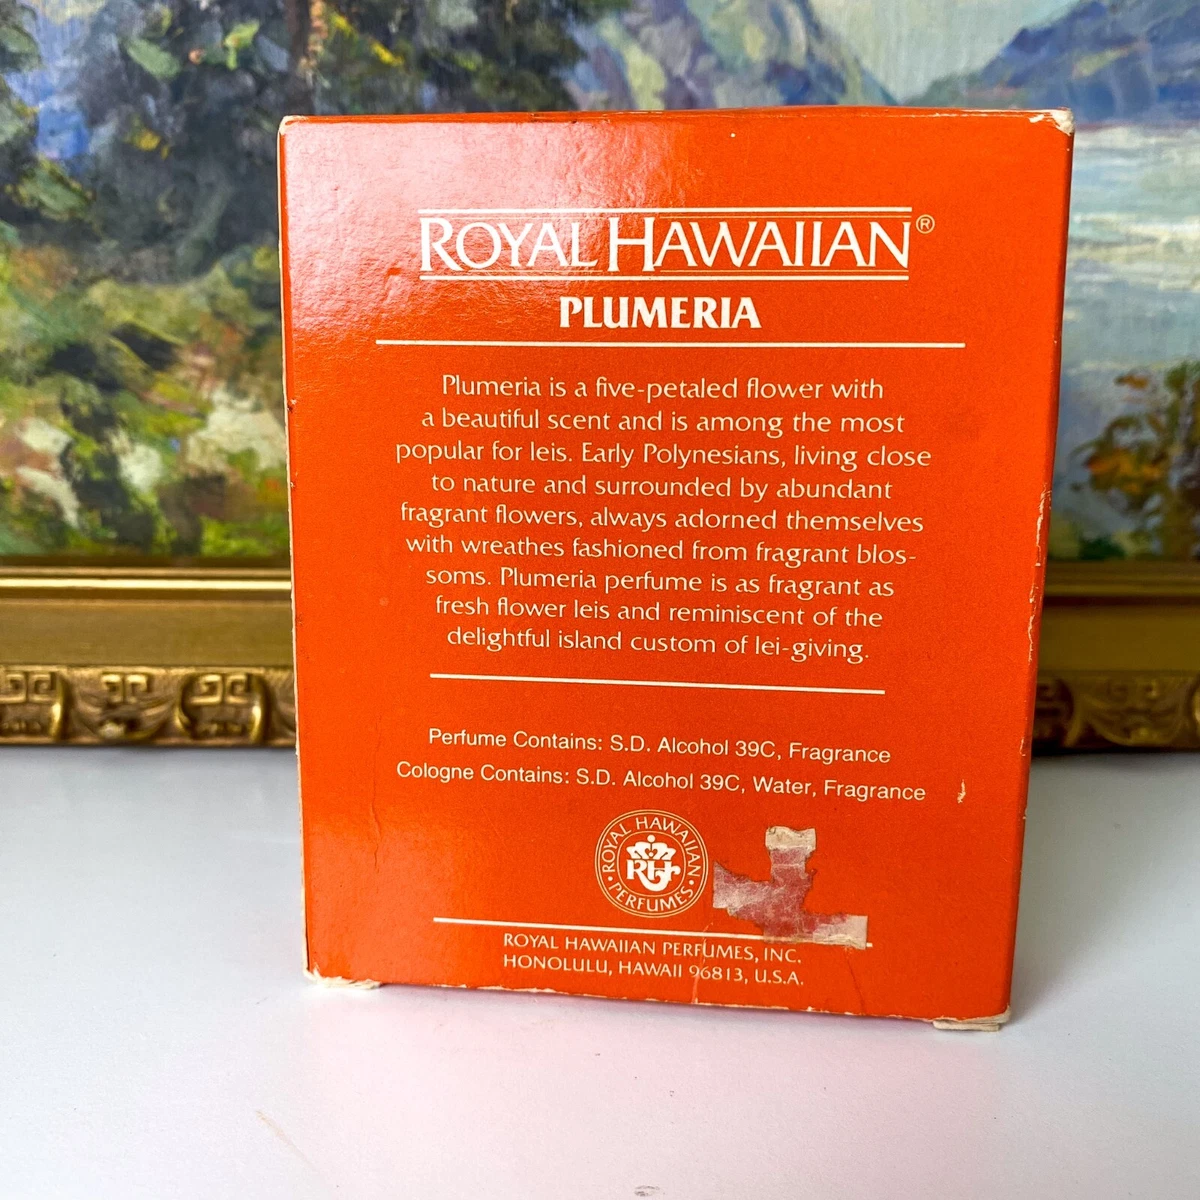 ROYAL HAWAIIAN®
PLUMERIA
Plumeria is a five-petaled flower with
a beautiful scent and is among the most
popular for leis. Early Polynesians, living close
to nature and surrounded by abundant
fragrant flowers, always adorned themselves
with wreathes fashioned from fragrant blos-
soms. Plumeria perfume is as fragrant as
fresh flower leis and reminiscent of the
delightful island custom of lei-giving.
Perfume Contains: S.D. Alcohol 39C, Fragrance
Cologne Contains: S.D. Alcohol 39C, Water, Fragrance
ROYAL HAWAIIAN
RH
PERFUMES
ROYAL HAWAIIAN PERFUMES, INC.
HONOLULU, HAWAII 96813, U.S.A.